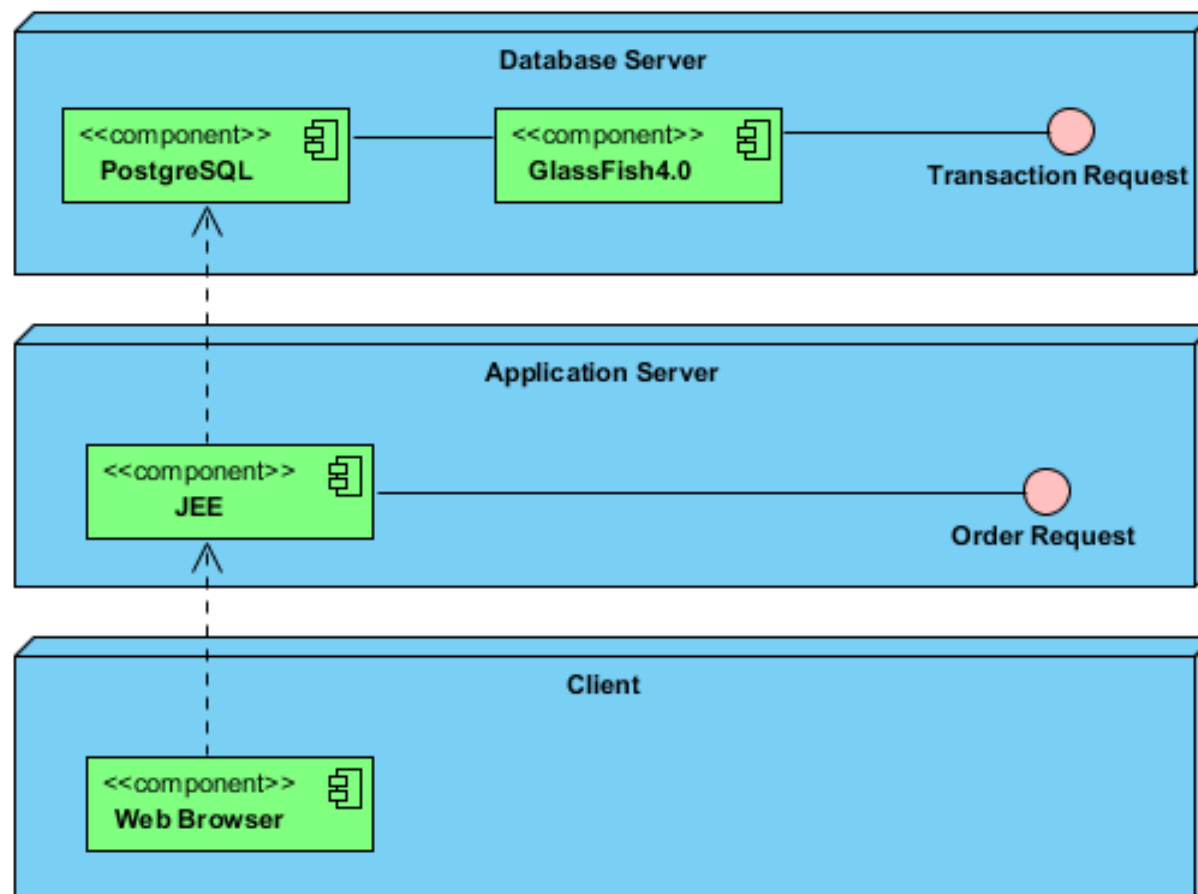 Database Server
<<component>>
PostgreSQL
<<component>>
GlassFish4.0
Transaction Request
Application Server
<<component>>
JEE
Order Request
Client
<<component>>
Web Browser